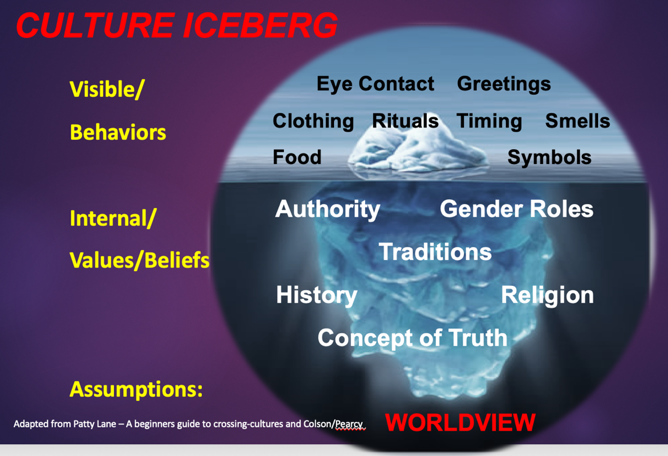 CULTURE ICEBERG
Visible/
Behaviors
Eye Contact Greetings
Clothing Rituals Timing Smells
Food Symbols
Internal/
Values/Beliefs
Authority Gender Roles
Traditions
History Religion
Concept of Truth
Assumptions:
WORLDVIEW
Adapted from Patty Lane – A beginners guide to crossing-cultures and Colson/Pearcy